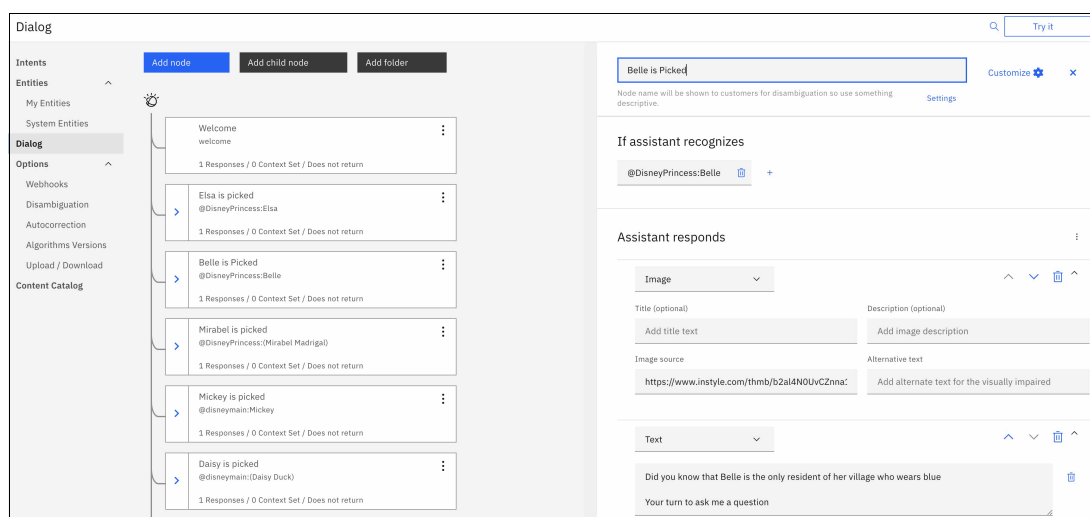 Dialog
Try it
Intents
Entities
My Entities
System Entities
Dialog
Options
Webhooks
Disambiguation
Autocorrection
Algorithms Versions
Upload / Download
Content Catalog
Add node
Add child node
Add folder
Welcome
welcome
1 Responses / 0 Context Set / Does not return
Elsa is picked
@DisneyPrincess:Elsa
1 Responses / 0 Context Set / Does not return
Belle is Picked
@DisneyPrincess:Belle
1 Responses / 0 Context Set / Does not return
Mirabel is picked
@DisneyPrincess:(Mirabel Madrigal)
1 Responses / 0 Context Set / Does not return
Mickey is picked
@disneymain:Mickey
1 Responses / 0 Context Set / Does not return
Daisy is picked
@disneymain:(Daisy Duck)
1 Responses / 0 Context Set / Does not return
Belle is Picked
Customize
Node name will be shown to customers for disambiguation so use something
descriptive.
Settings
If assistant recognizes
@DisneyPrincess:Belle
Assistant responds
Image
Title (optional)
Description (optional)
Add title text
Add image description
Image source
Alternative text
https://www.instyle.com/thmb/b2al4N0UvCZnna:
Add alternate text for the visually impaired
Text
Did you know that Belle is the only resident of her village who wears blue
Your turn to ask me a question